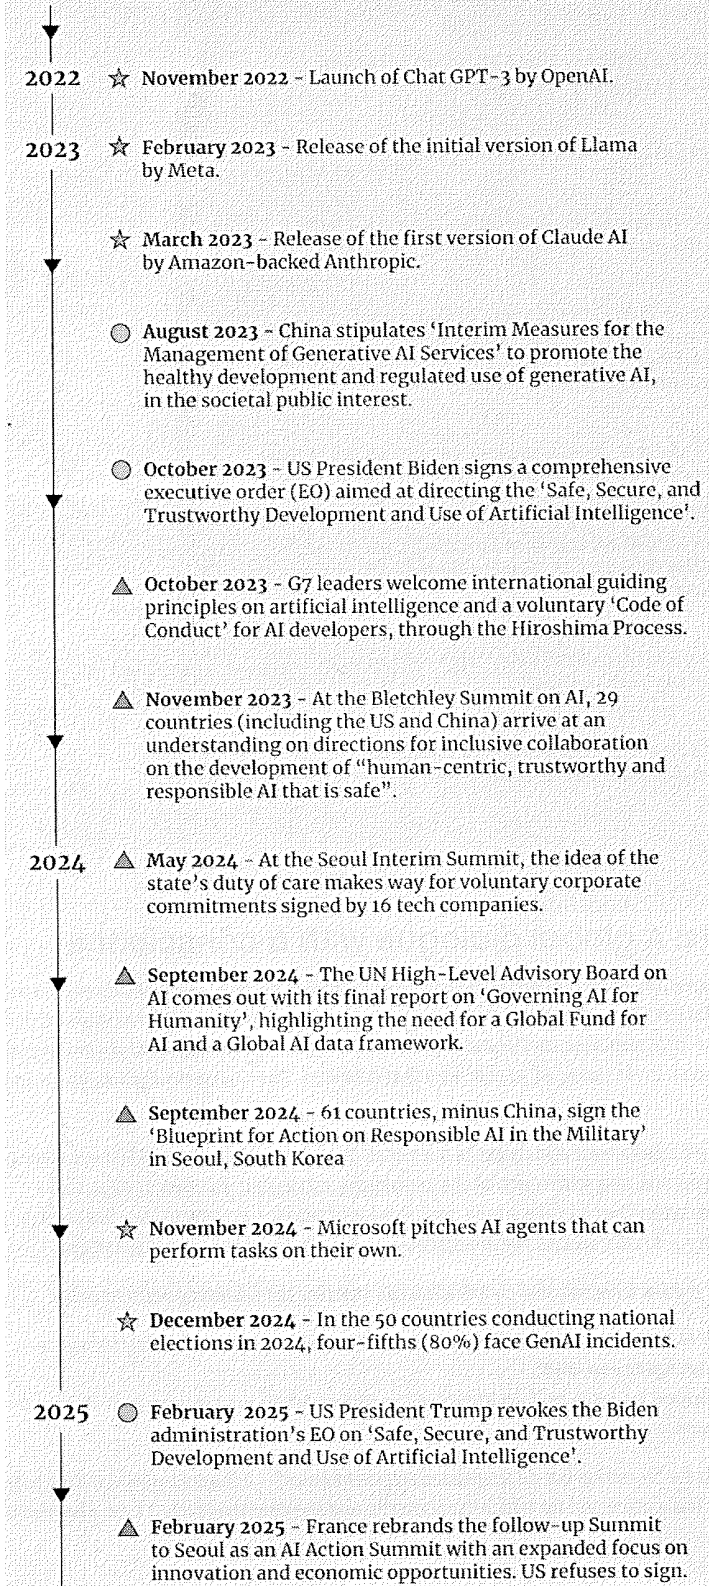 2022
November 2022 - Launch of Chat GPT-3 by OpenAI.
2023
February 2023 - Release of the initial version of Llama
by Meta.
March 2023 - Release of the first version of Claude AI
by Amazon-backed Anthropic.
August 2023 - China stipulates ‘Interim Measures for the
Management of Generative AI Services’ to promote the
healthy development and regulated use of generative AI,
in the societal public interest.
October 2023 - US President Biden signs a comprehensive
executive order (EO) aimed at directing the ‘Safe, Secure, and
Trustworthy Development and Use of Artificial Intelligence’.
October 2023 - G7 leaders welcome international guiding
principles on artificial intelligence and a voluntary ‘Code of
Conduct’ for AI developers, through the Hiroshima Process.
November 2023 - At the Bletchley Summit on AI, 29
countries (including the US and China) arrive at an
understanding on directions for inclusive collaboration
on the development of “human-centric, trustworthy and
responsible AI that is safe”.
2024
May 2024 - At the Seoul Interim Summit, the idea of the
state’s duty of care makes way for voluntary corporate
commitments signed by 16 tech companies.
September 2024 - The UN High-Level Advisory Board on
AI comes out with its final report on ‘Governing AI for
Humanity’, highlighting the need for a Global Fund for
AI and a Global AI data framework.
September 2024 - 61 countries, minus China, sign the
‘Blueprint for Action on Responsible AI in the Military’
in Seoul, South Korea
November 2024 - Microsoft pitches AI agents that can
perform tasks on their own.
December 2024 - In the 50 countries conducting national
elections in 2024, four-fifths (80%) face GenAI incidents.
2025
February 2025 - US President Trump revokes the Biden
administration’s EO on ‘Safe, Secure, and Trustworthy
Development and Use of Artificial Intelligence’.
February 2025 - France rebrands the follow-up Summit
to Seoul as an AI Action Summit with an expanded focus on
innovation and economic opportunities. US refuses to sign.